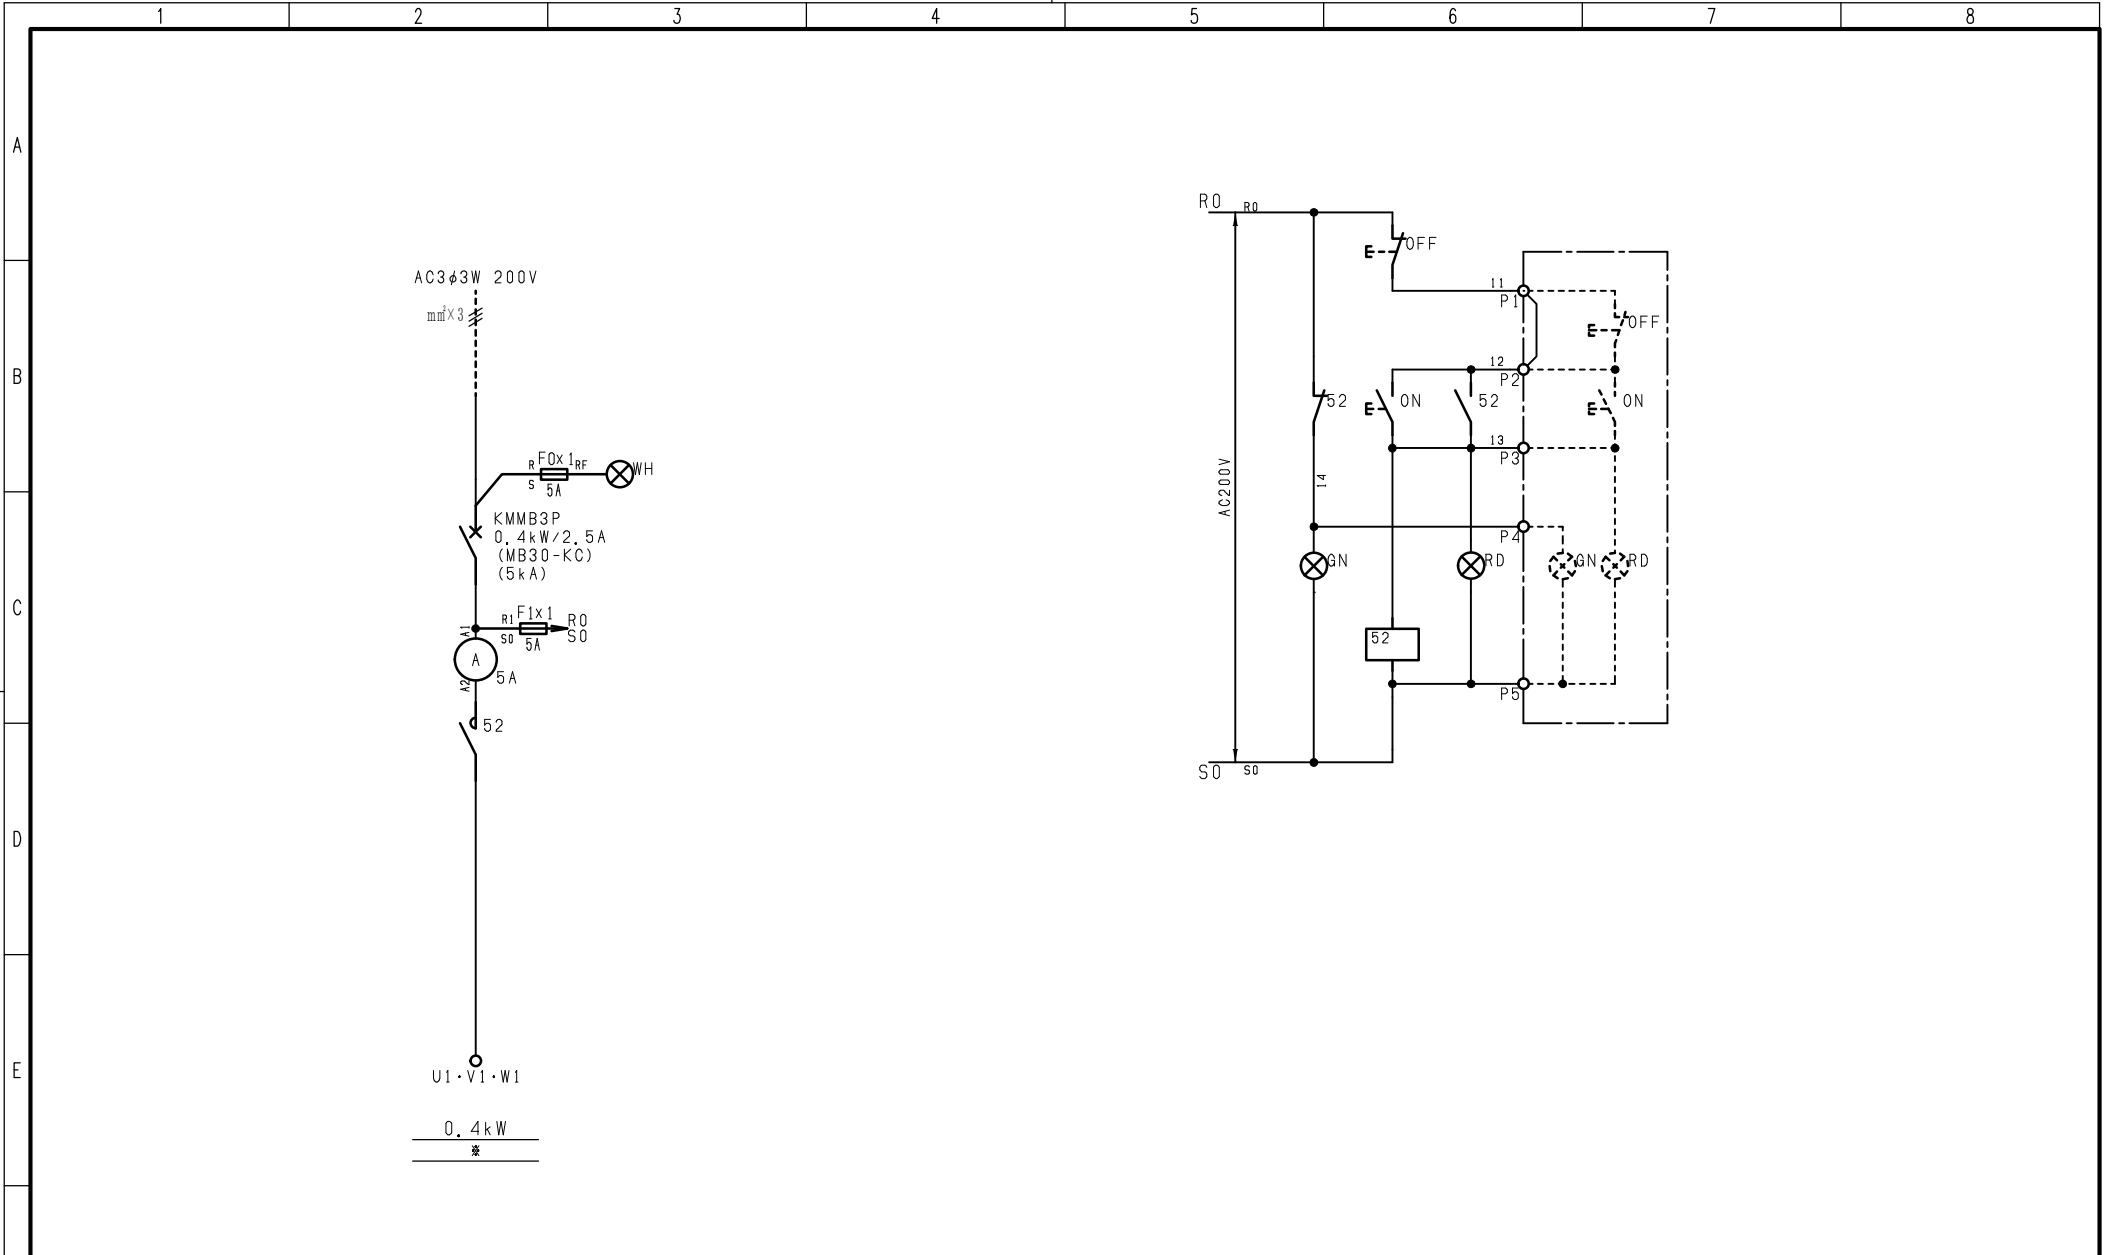 1 2 3 4 5 6 7 8
A
B
C
D
E
AC3φ3W 200V
mm²×3
R F0x1 RF
S 5A
WH
KMMB3P
0.4kW/2.5A
(MB30-KC)
(5kA)
R1 F1x1 R0
S0 5A S0
A1
A
5A
A2
52
U1・V1・W1
0.4kW
※
R0 R0
OFF
11
P1
OFF
12
P2
52 ON 52 ON
13
P3
AC200V
14
P4
GN RD GN RD
52
P5
S0 S0